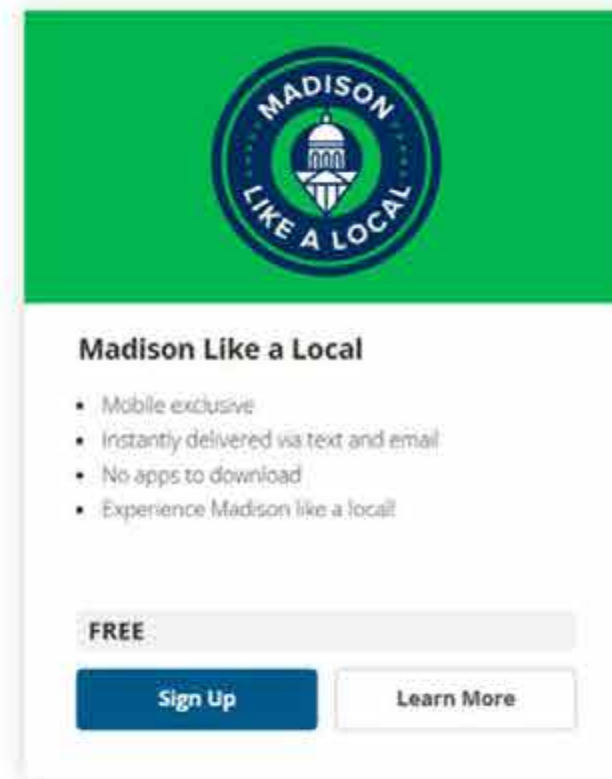 MADISON
LIKE A LOCAL
Madison Like a Local
• Mobile exclusive
• Instantly delivered via text and email
• No apps to download
• Experience Madison like a local!
FREE
Sign Up
Learn More